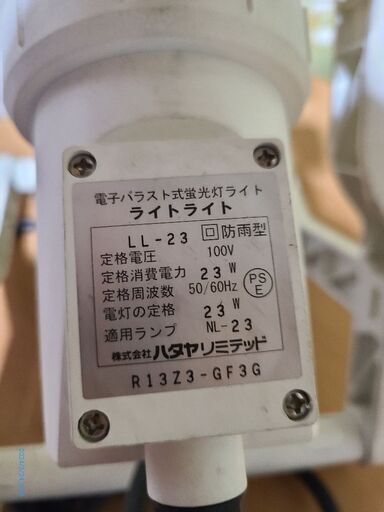 電子バラスト式蛍光灯ライト
ライトライト
LL-23 回防雨型
定格電圧 100V
定格消費電力 23W
定格周波数 50/60Hz
電灯の定格 23W
適用ランプ NL-23
PSE
株式会社ハタヤリミテッド
R13Z3-GF3G